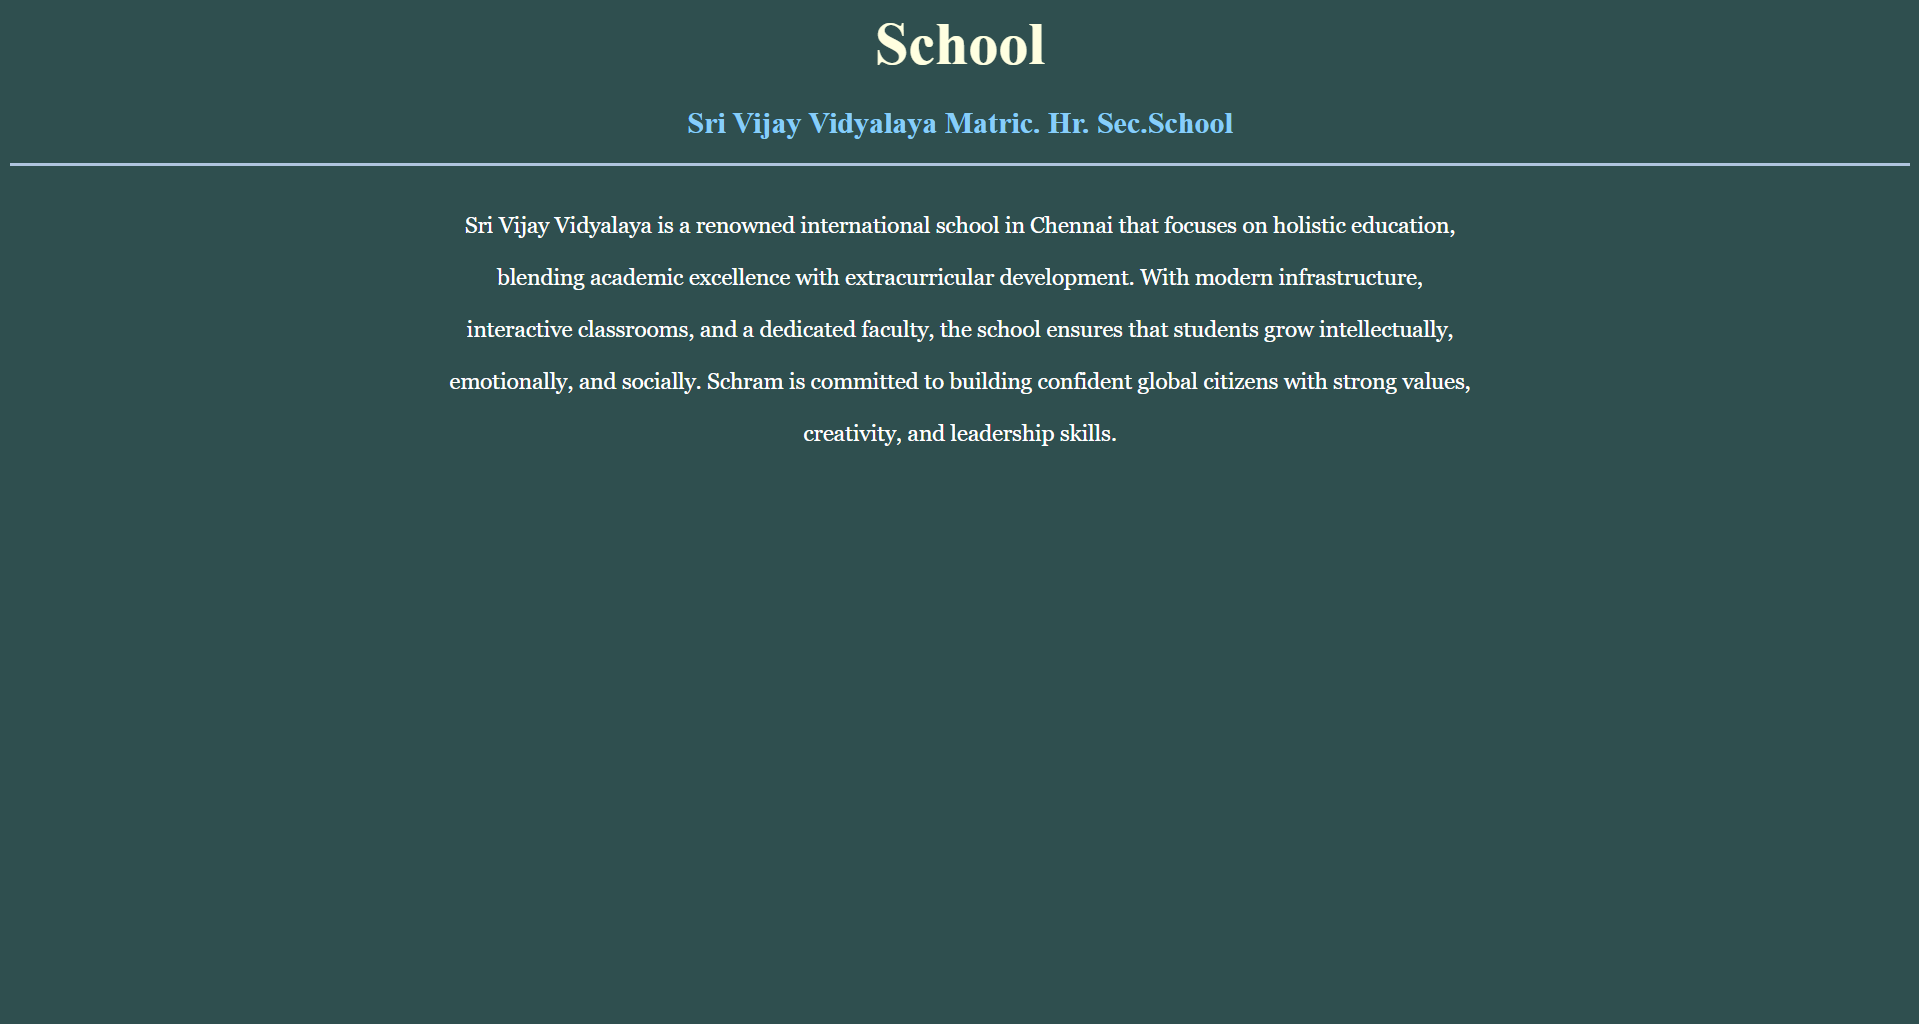 School
Sri Vijay Vidyalaya Matric. Hr. Sec.School
Sri Vijay Vidyalaya is a renowned international school in Chennai that focuses on holistic education,
blending academic excellence with extracurricular development. With modern infrastructure,
interactive classrooms, and a dedicated faculty, the school ensures that students grow intellectually,
emotionally, and socially. Schram is committed to building confident global citizens with strong values,
creativity, and leadership skills.